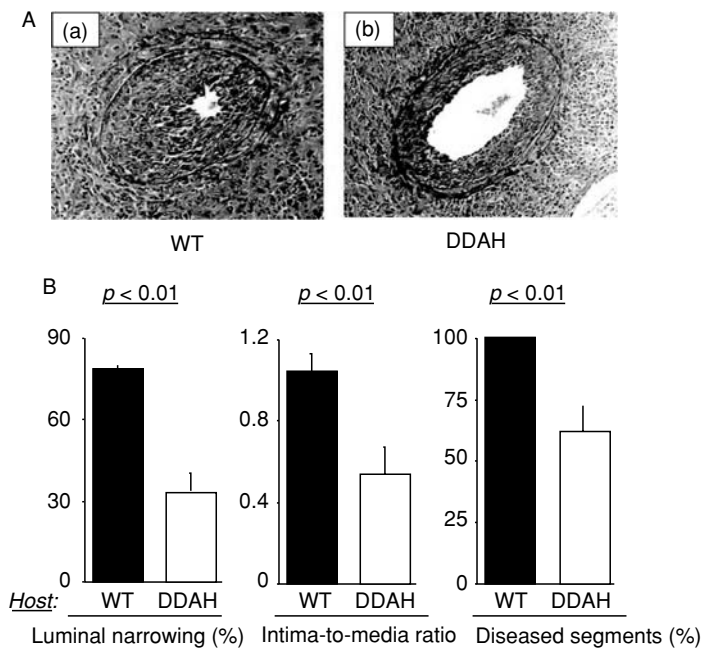 A
(a)
(b)
WT
DDAH
B
p < 0.01
p < 0.01
p < 0.01
90
60
30
0
1.2
0.8
0.4
0
100
75
50
25
0
Host:
WT DDAH
WT DDAH
WT DDAH
Luminal narrowing (%)
Intima-to-media ratio
Diseased segments (%)